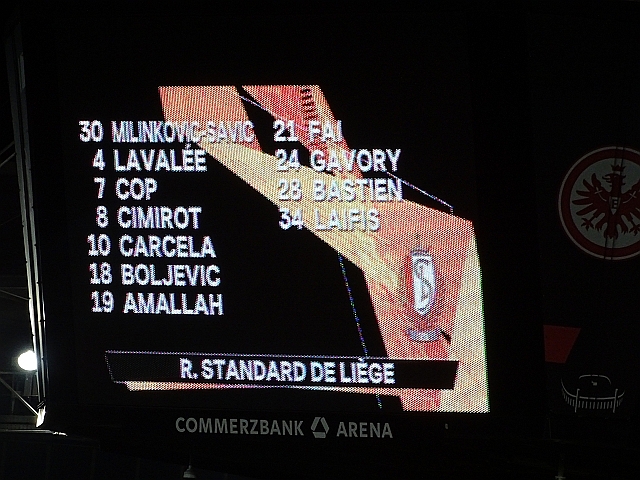 30 MILINKOVIC-SAVIC
4 LAVALÉE
7 COP
8 CIMIROT
10 CARCELA
18 BOLJEVIC
19 AMALLAH
21 FAI
24 GAVORY
28 BASTIEN
34 LAIFIS
R. STANDARD DE LIÈGE
COMMERZBANK ARENA